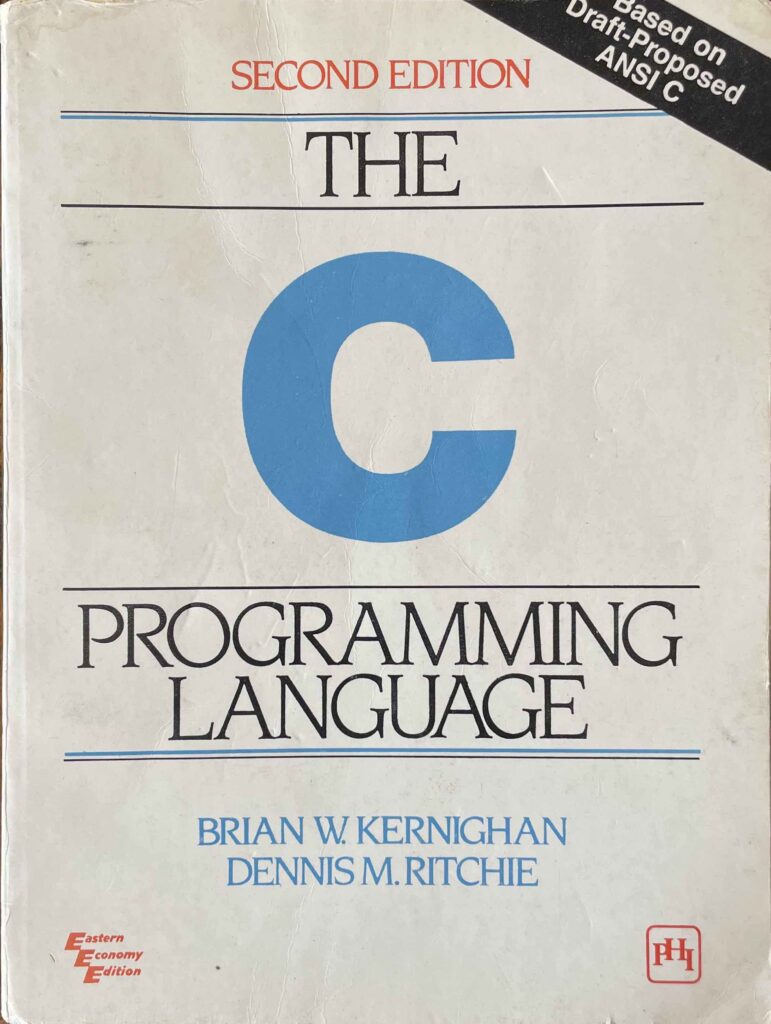 Based on
Draft-Proposed
ANSI C
SECOND EDITION
THE
C
PROGRAMMING
LANGUAGE
BRIAN W. KERNIGHAN
DENNIS M. RITCHIE
Eastern
Economy
Edition
PHI